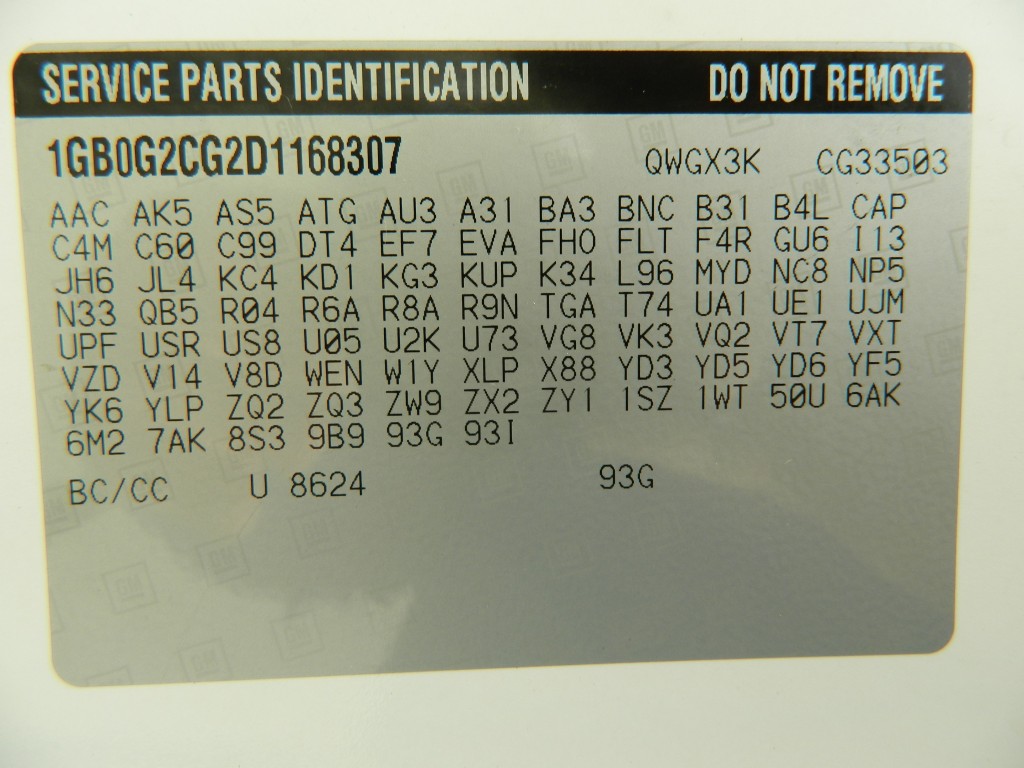 SERVICE PARTS IDENTIFICATION DO NOT REMOVE
1GB0G2CG2D1168307 QWGX3K CG33503
AAC AK5 AS5 ATG AU3 A31 BA3 BNC B31 B4L CAP
C4M C60 C99 DT4 EF7 EVA FHO FLT F4R GU6 I13
JH6 JL4 KC4 KD1 KG3 KUP K34 L96 MYD NC8 NP5
N33 QB5 R04 R6A R8A R9N TGA T74 UA1 UE1 UJM
UPF USR US8 U05 U2K U73 VG8 VK3 VQ2 VT7 VXT
VZD V14 V8D WEN W1Y XLP X88 YD3 YD5 YD6 YF5
YK6 YLP ZQ2 ZQ3 ZW9 ZX2 ZY1 1SZ 1WT 50U 6AK
6M2 7AK 8S3 9B9 93G 93I
BC/CC U 8624 93G